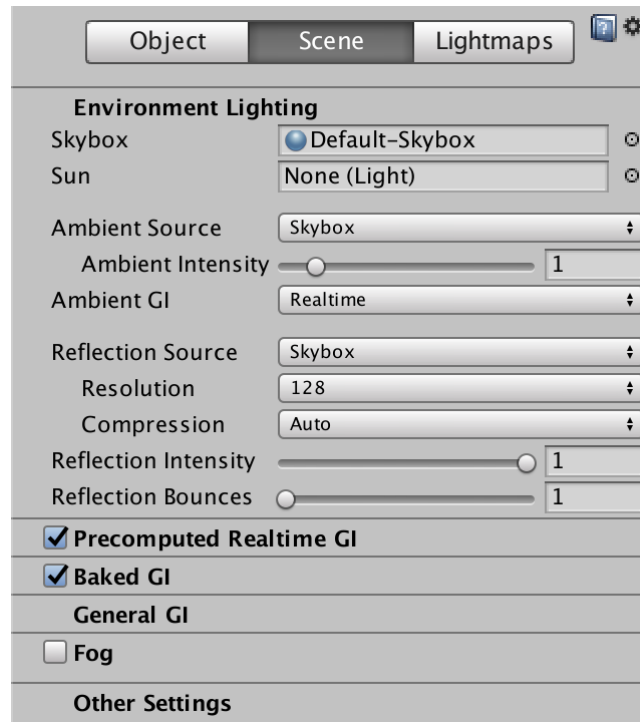 Object Scene Lightmaps
Environment Lighting
Skybox Default-Skybox
Sun None (Light)
Ambient Source Skybox
Ambient Intensity 1
Ambient GI Realtime
Reflection Source Skybox
Resolution 128
Compression Auto
Reflection Intensity 1
Reflection Bounces 1
Precomputed Realtime GI
Baked GI
General GI
Fog
Other Settings